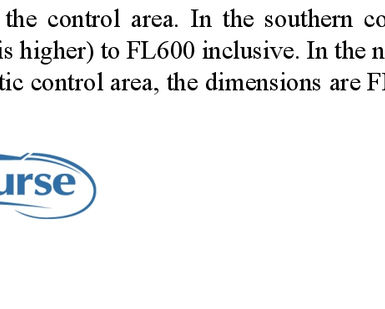 the control area. In the southern co
is higher) to FL600 inclusive. In the n
tic control area, the dimensions are F
urse